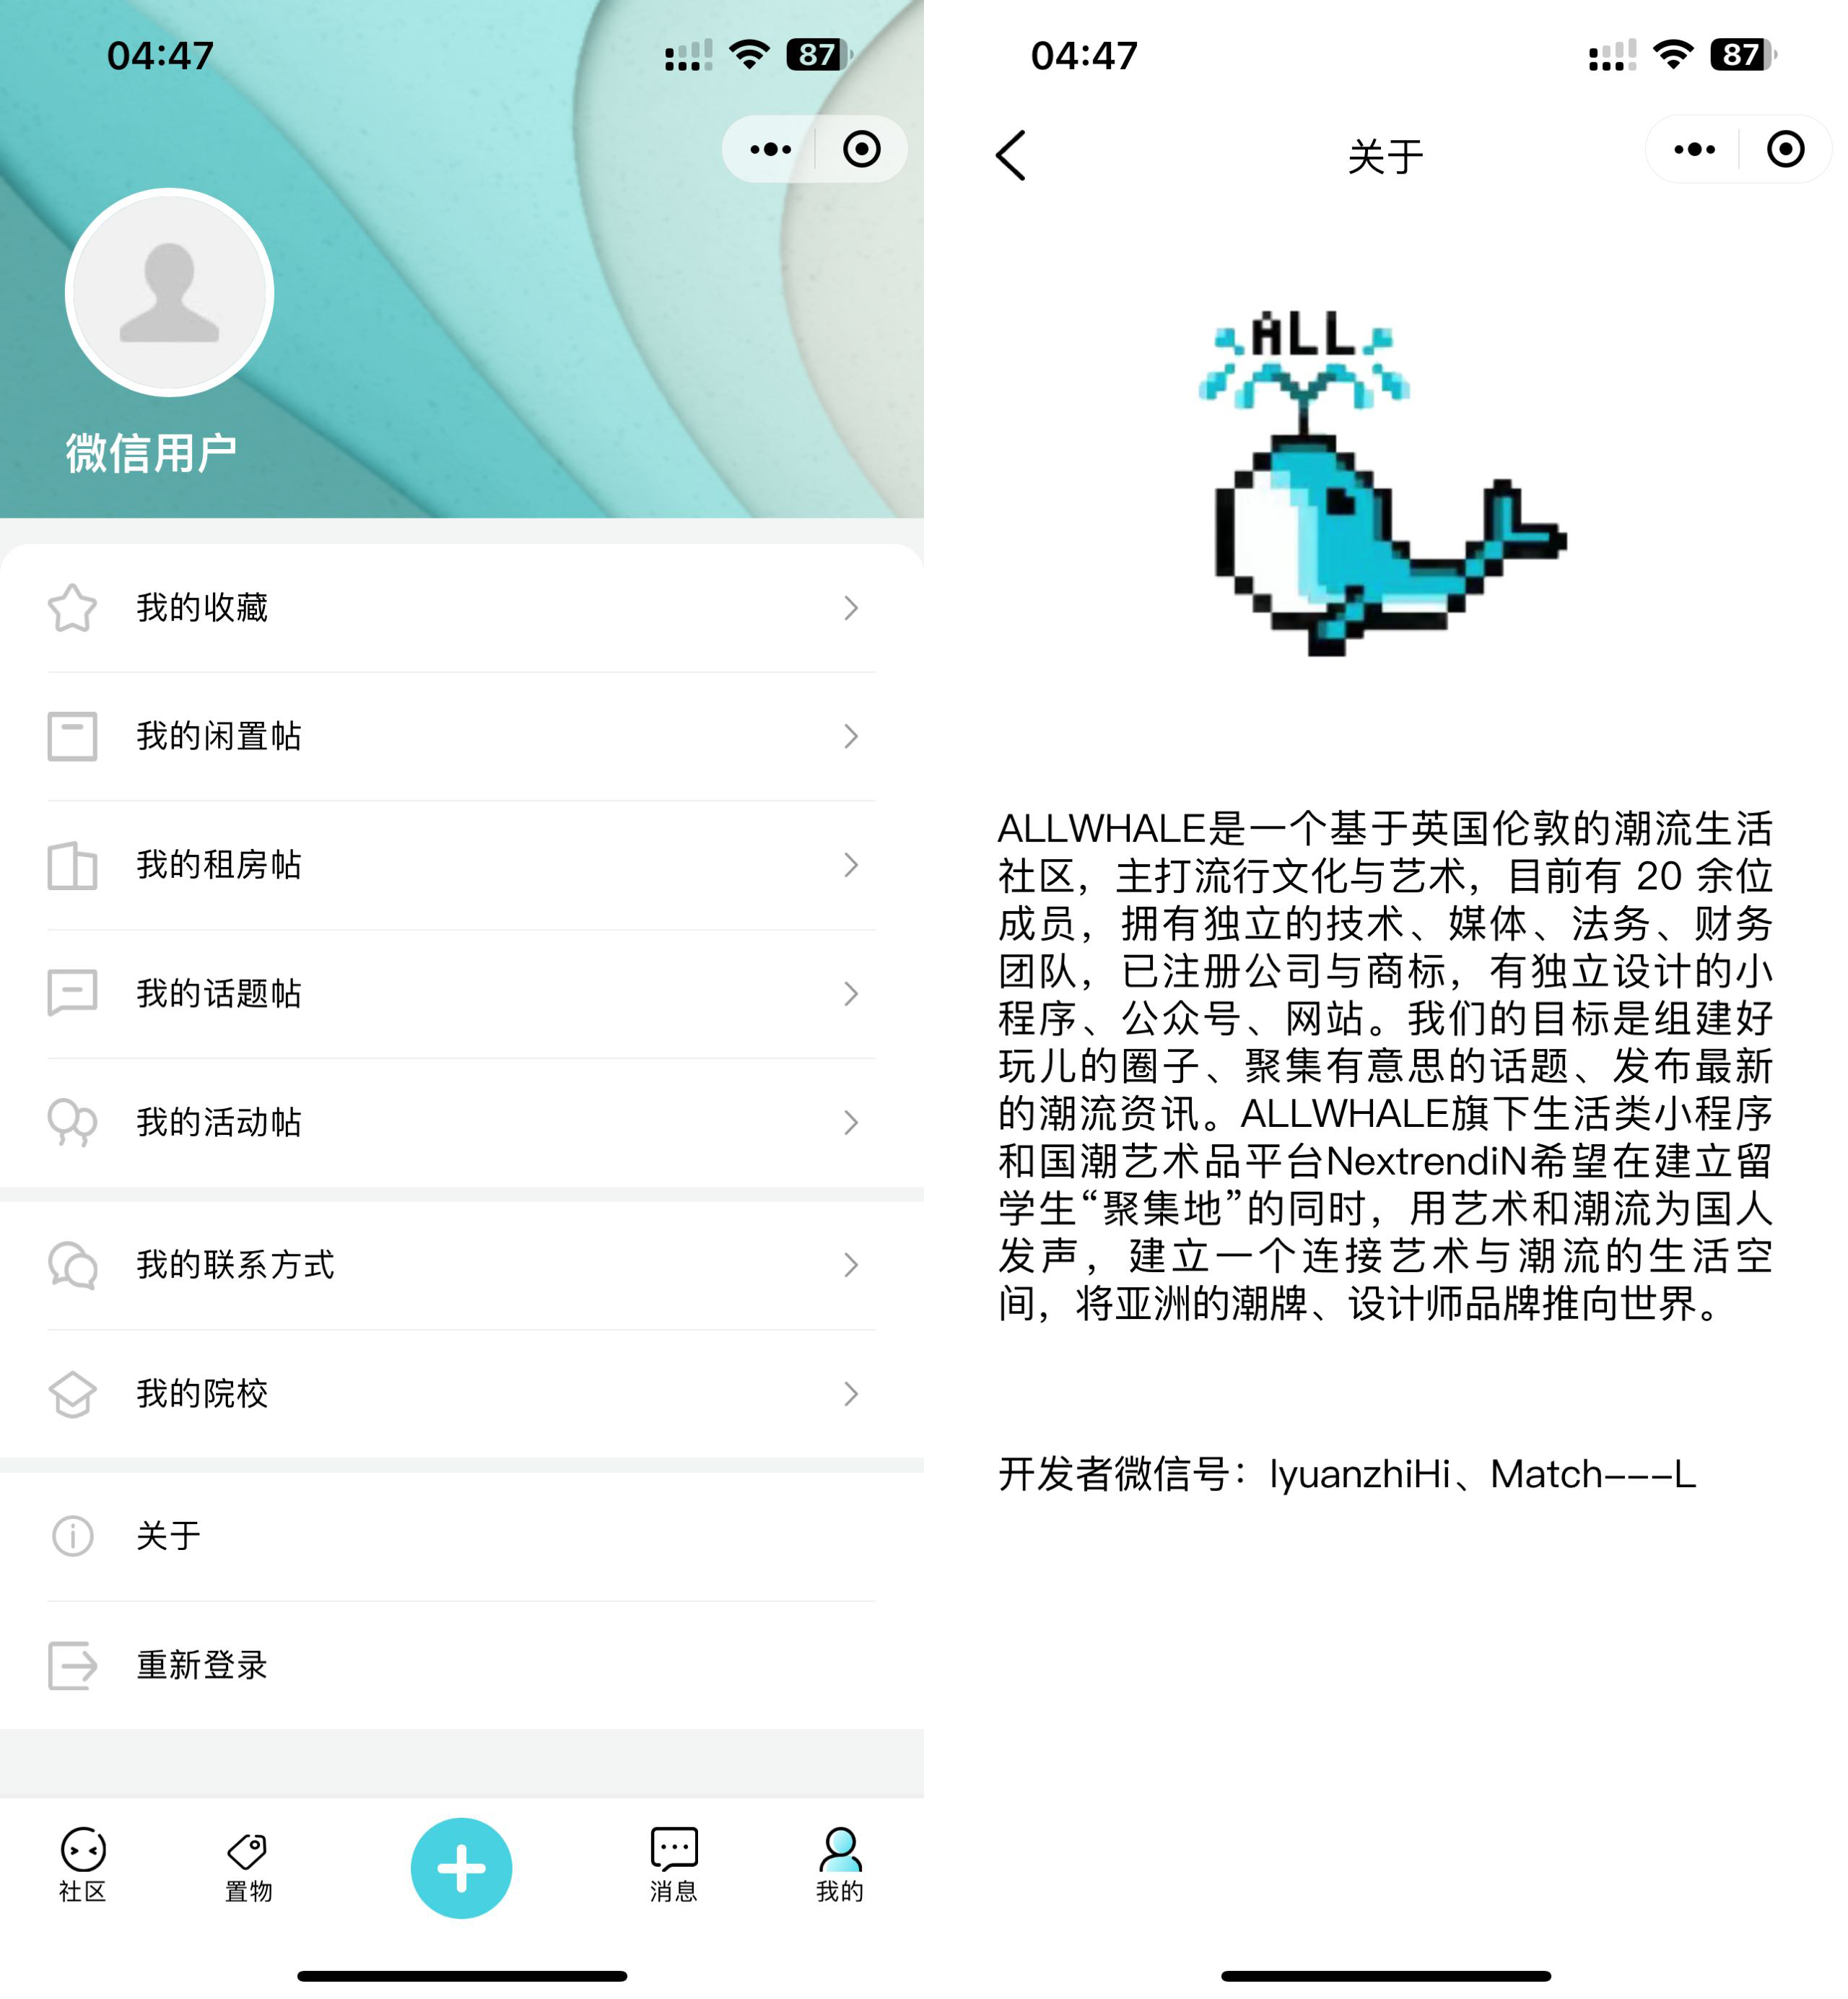 04:47
87
微信用户
我的收藏
我的闲置帖
我的租房帖
我的话题帖
我的活动帖
我的联系方式
我的院校
关于
重新登录
社区
置物
消息
我的
04:47
87
关于
ALL
ALLWHALE是一个基于英国伦敦的潮流生活
社区，主打流行文化与艺术，目前有 20 余位
成员，拥有独立的技术、媒体、法务、财务
团队，已注册公司与商标，有独立设计的小
程序、公众号、网站。我们的目标是组建好
玩儿的圈子、聚集有意思的话题、发布最新
的潮流资讯。ALLWHALE旗下生活类小程序
和国潮艺术品平台NextrendiN希望在建立留
学生“聚集地”的同时，用艺术和潮流为国人
发声，建立一个连接艺术与潮流的生活空
间，将亚洲的潮牌、设计师品牌推向世界。
开发者微信号：lyuanzhiHi、Match---L